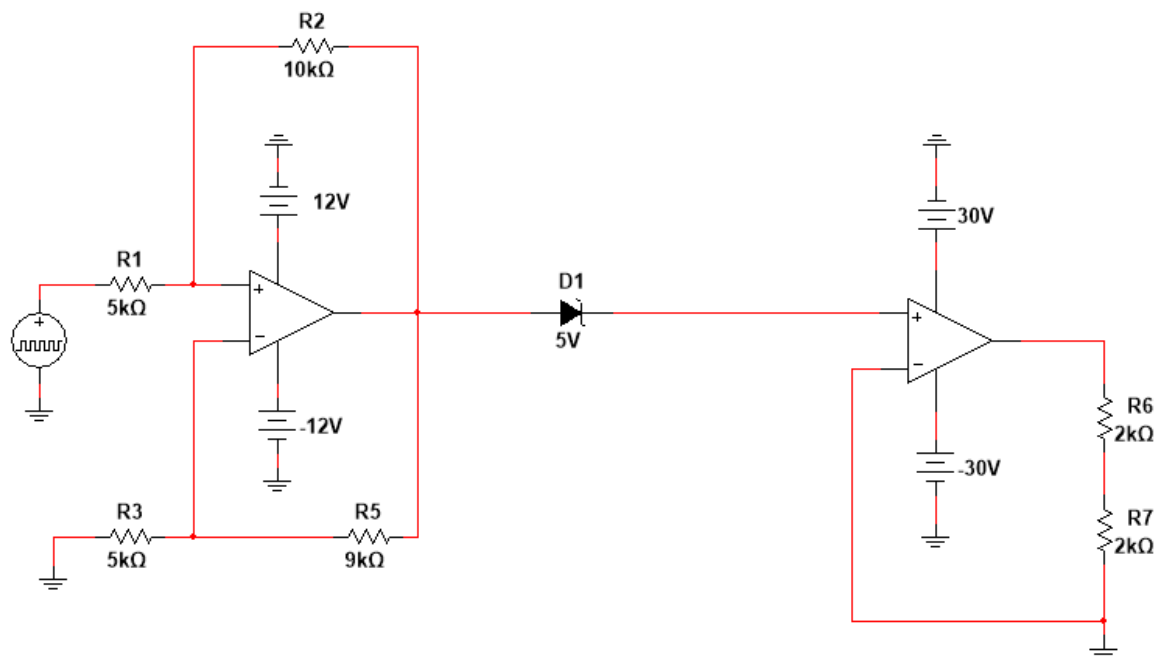 R2
10kΩ
12V
30V
R1
5kΩ
+
−
+
D1
5V
+
−
-12V
-30V
R6
2kΩ
R7
2kΩ
R3
5kΩ
R5
9kΩ